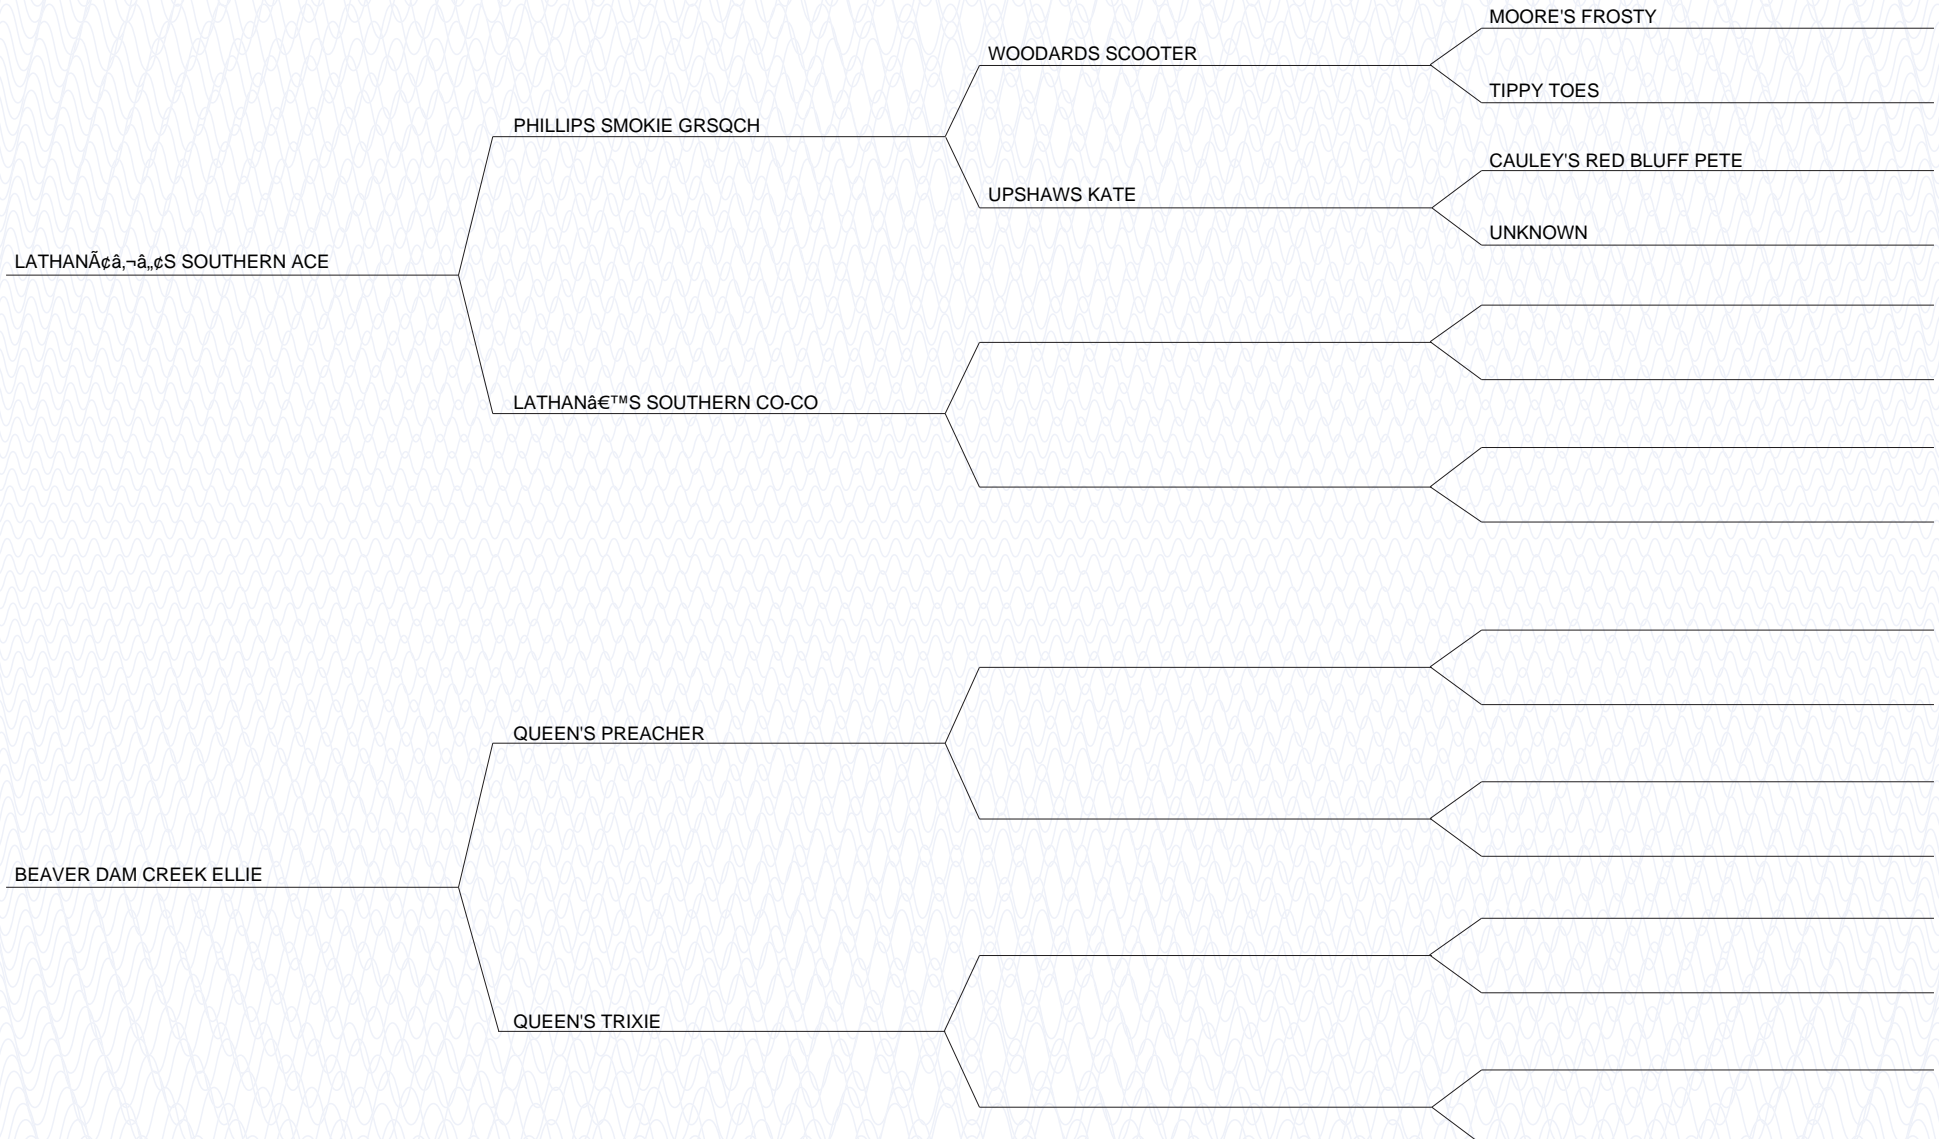 MOORE'S FROSTY
WOODARDS SCOOTER
TIPPY TOES
PHILLIPS SMOKIE GRSQCH
CAULEY'S RED BLUFF PETE
UPSHAWS KATE
UNKNOWN
LATHANÃ¢â‚¬â„¢S SOUTHERN ACE
LATHANâ€™S SOUTHERN CO-CO
QUEEN'S PREACHER
BEAVER DAM CREEK ELLIE
QUEEN'S TRIXIE